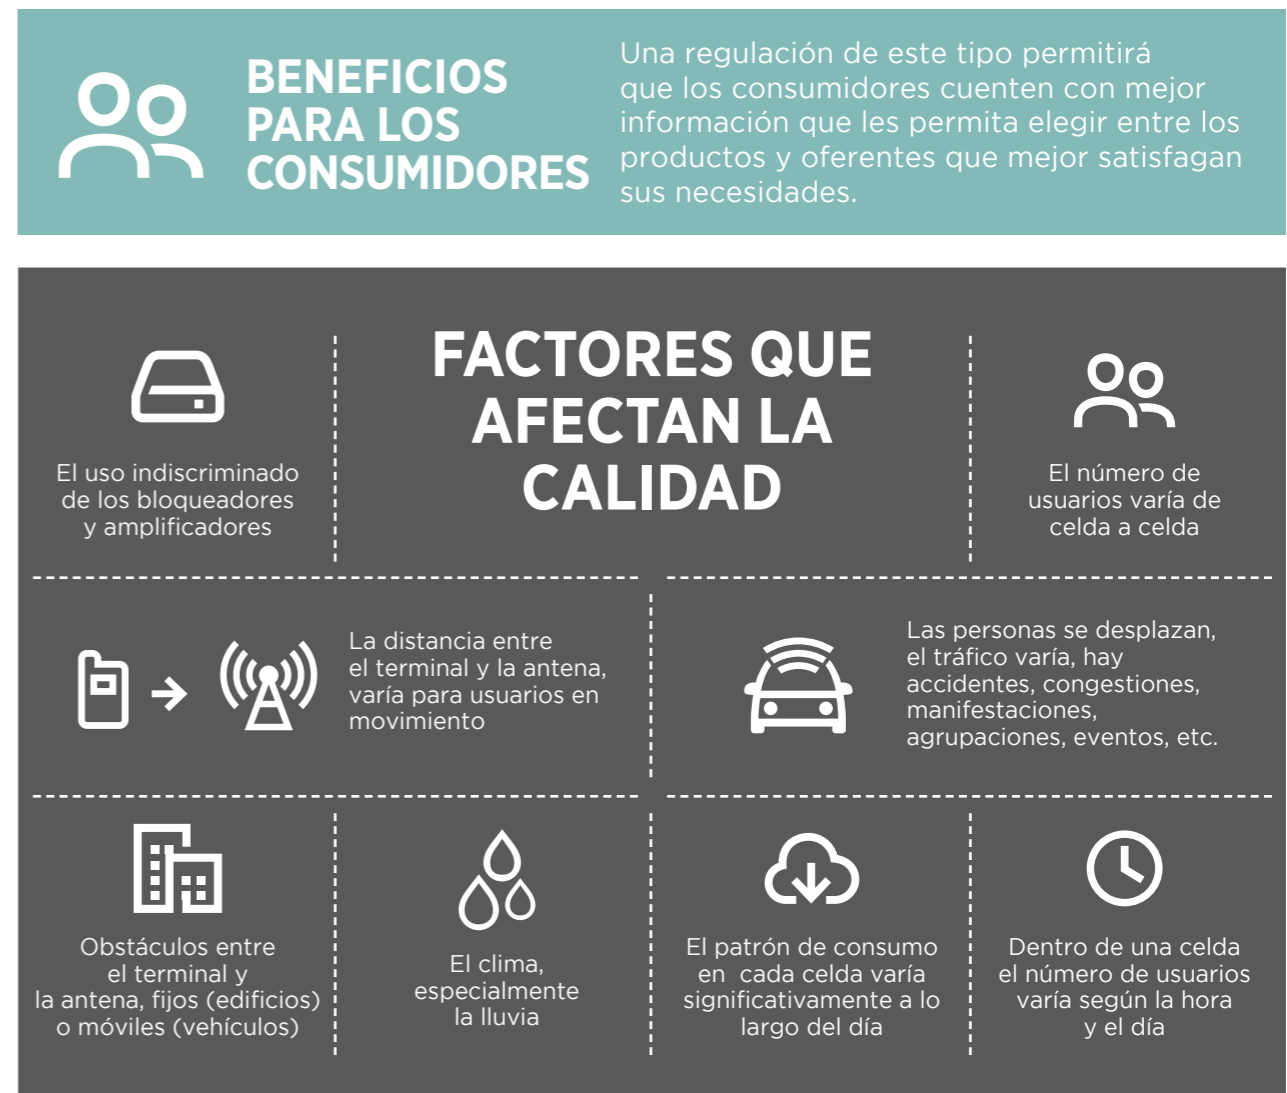 BENEFICIOS
PARA LOS
CONSUMIDORES
Una regulación de este tipo permitirá
que los consumidores cuenten con mejor
información que les permita elegir entre los
productos y oferentes que mejor satisfagan
sus necesidades.
FACTORES QUE
AFECTAN LA
CALIDAD
El uso indiscriminado
de los bloqueadores
y amplificadores
El número de
usuarios varía de
celda a celda
La distancia entre
el terminal y la antena,
varía para usuarios en
movimiento
Las personas se desplazan,
el tráfico varía, hay
accidentes, congestiones,
manifestaciones,
agrupaciones, eventos, etc.
Obstáculos entre
el terminal y
la antena, fijos (edificios)
o móviles (vehículos)
El clima,
especialmente
la lluvia
El patrón de consumo
en cada celda varía
significativamente a lo
largo del día
Dentro de una celda
el número de usuarios
varía según la hora
y el día